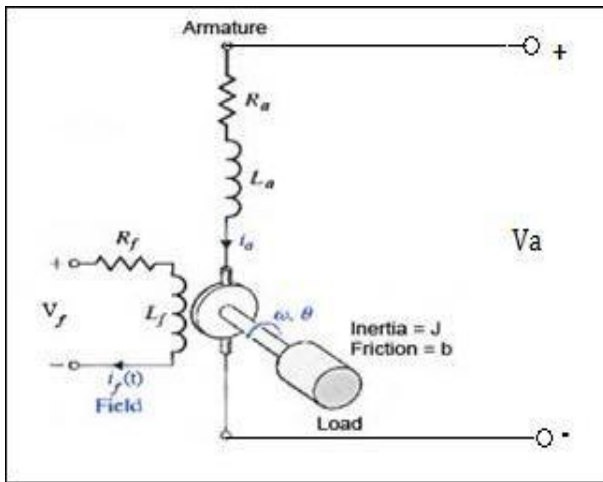 Armature
+
Ra
La
Va
ia
Rf
+
Vf
Lf
ω, θ
Inertia = J
Friction = b
−
if(t)
Field
Load
-